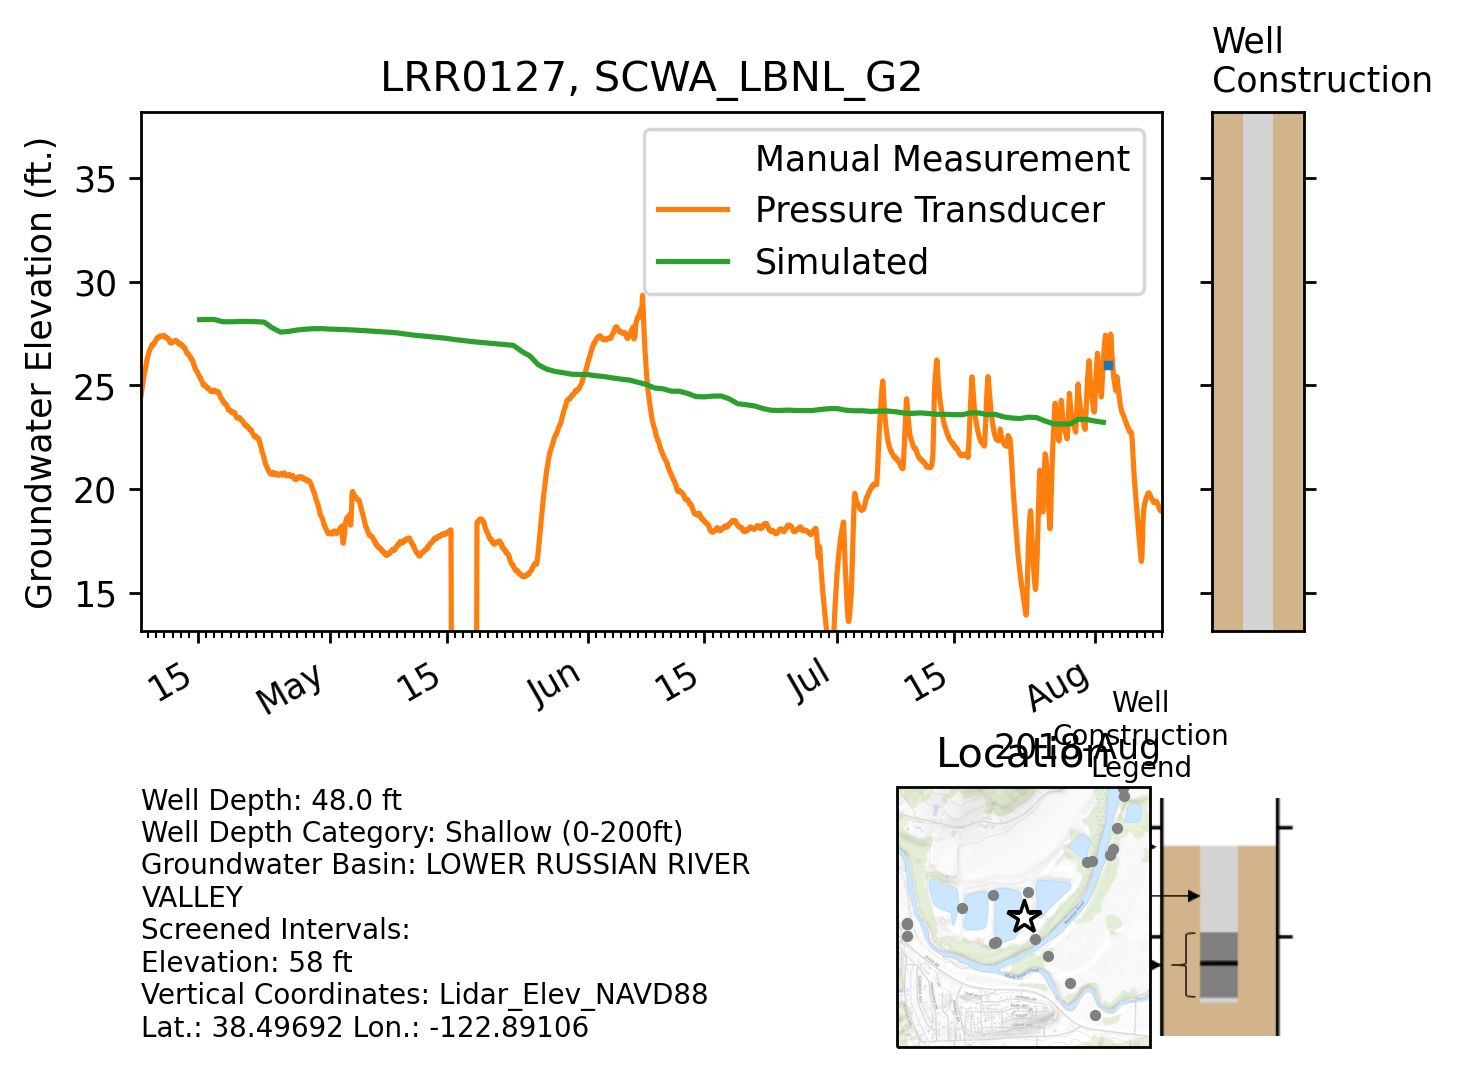 Well
Construction
LRR0127, SCWA_LBNL_G2
Groundwater Elevation (ft.)
35
30
25
20
15
Manual Measurement
Pressure Transducer
Simulated
15
May
15
Jun
15
Jul
15
Aug
2018-Aug
Location
Well
Construction
Legend
Well Depth: 48.0 ft
Well Depth Category: Shallow (0-200ft)
Groundwater Basin: LOWER RUSSIAN RIVER
VALLEY
Screened Intervals:
Elevation: 58 ft
Vertical Coordinates: Lidar_Elev_NAVD88
Lat.: 38.49692 Lon.: -122.89106